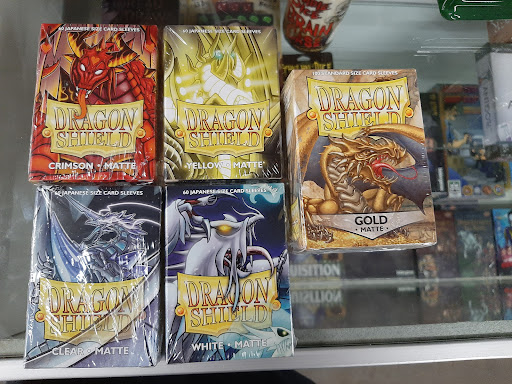 60 JAPANESE SIZE CARD SLEEVES
DRAGON
SHIELD
CRIMSON • MATTE
60 JAPANESE SIZE CARD SLEEVES
DRAGON
SHIELD
YELLOW • MATTE
100 STANDARD SIZE CARD SLEEVES
DRAGON
SHIELD
GOLD
• MATTE •
60 JAPANESE SIZE CARD SLEEVES
DRAGON
SHIELD
CLEAR • MATTE
60 JAPANESE SIZE CARD SLEEVES
DRAGON
SHIELD
WHITE • MATTE
UISITION